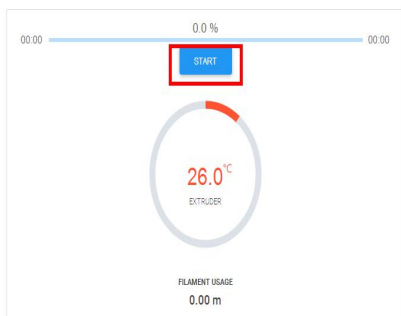 0.0 %
00:00
00:00
START
26.0°C
EXTRUDER
FILAMENT USAGE
0.00 m